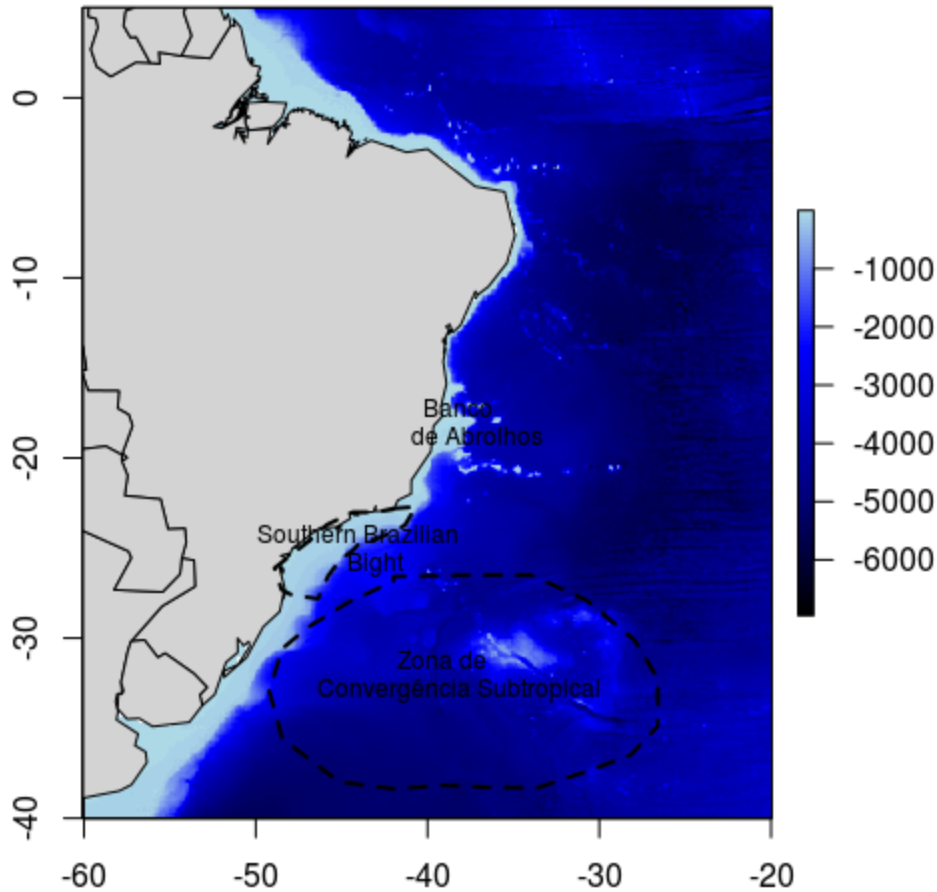 0
-10
-20
-30
-40
-60
-50
-40
-30
-20
-1000
-2000
-3000
-4000
-5000
-6000
Banco
de Abrolhos
Southern Brazilian
Bight
Zona de
Convergência Subtropical